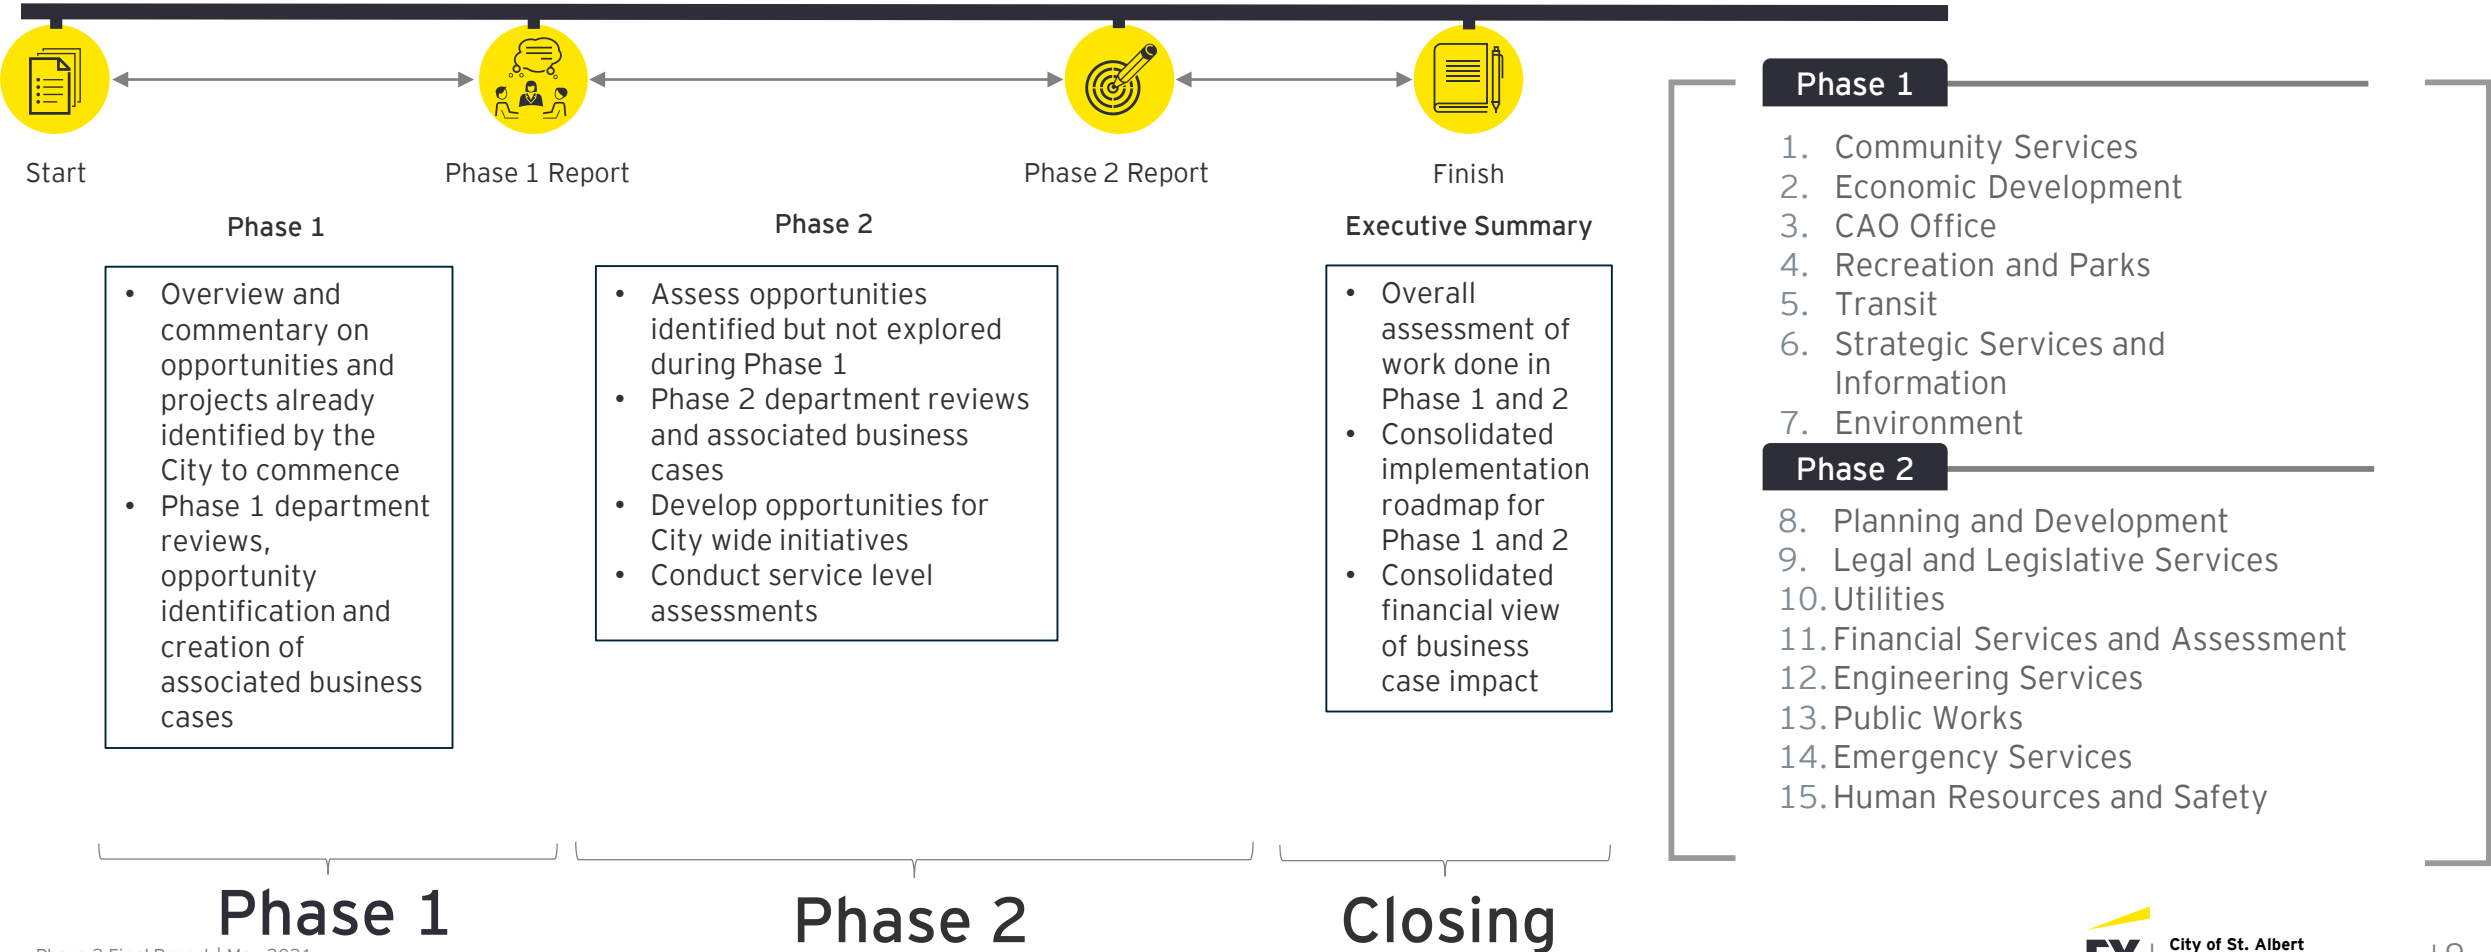 Start
Phase 1 Report
Phase 2 Report
Finish
Phase 1
• Overview and
commentary on
opportunities and
projects already
identified by the
City to commence
• Phase 1 department
reviews,
opportunity
identification and
creation of
associated business
cases
Phase 2
• Assess opportunities
identified but not explored
during Phase 1
• Phase 2 department reviews
and associated business
cases
• Develop opportunities for
City wide initiatives
• Conduct service level
assessments
Executive Summary
• Overall
assessment of
work done in
Phase 1 and 2
• Consolidated
implementation
roadmap for
Phase 1 and 2
• Consolidated
financial view
of business
case impact
Phase 1
Phase 2
Closing
Phase 1
1. Community Services
2. Economic Development
3. CAO Office
4. Recreation and Parks
5. Transit
6. Strategic Services and
Information
7. Environment
Phase 2
8. Planning and Development
9. Legal and Legislative Services
10. Utilities
11. Financial Services and Assessment
12. Engineering Services
13. Public Works
14. Emergency Services
15. Human Resources and Safety
EY | City of St. Albert